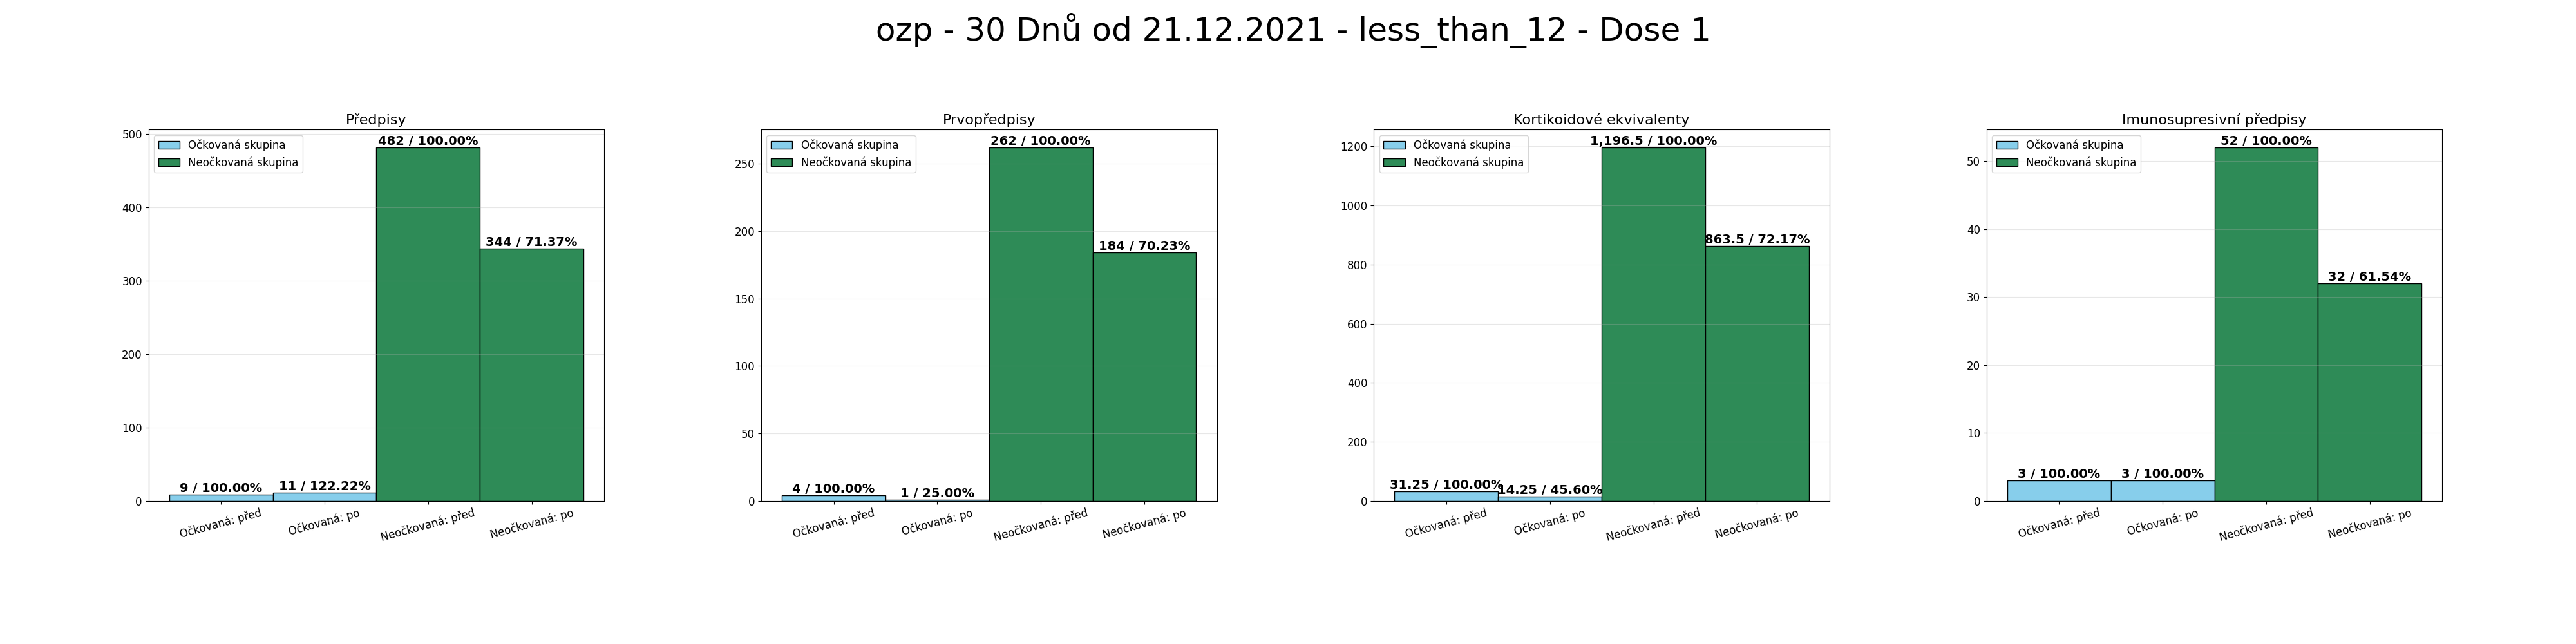 ozp - 30 Dnů od 21.12.2021 - less_than_12 - Dose 1
Předpisy
500
400
300
200
100
0
Očkovaná skupina
Neočkovaná skupina
9 / 100.00%
11 / 122.22%
482 / 100.00%
344 / 71.37%
Očkovaná: před
Očkovaná: po
Neočkovaná: před
Neočkovaná: po
Prvopředpisy
250
200
150
100
50
0
Očkovaná skupina
Neočkovaná skupina
4 / 100.00%
1 / 25.00%
262 / 100.00%
184 / 70.23%
Očkovaná: před
Očkovaná: po
Neočkovaná: před
Neočkovaná: po
Kortikoidové ekvivalenty
1200
1000
800
600
400
200
0
Očkovaná skupina
Neočkovaná skupina
31.25 / 100.00%
14.25 / 45.60%
1,196.5 / 100.00%
863.5 / 72.17%
Očkovaná: před
Očkovaná: po
Neočkovaná: před
Neočkovaná: po
Imunosupresivní předpisy
50
40
30
20
10
0
Očkovaná skupina
Neočkovaná skupina
3 / 100.00%
3 / 100.00%
52 / 100.00%
32 / 61.54%
Očkovaná: před
Očkovaná: po
Neočkovaná: před
Neočkovaná: po